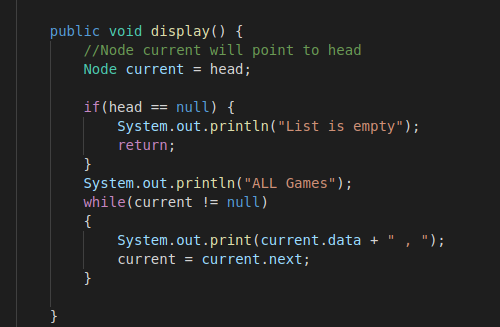 public void display() {
//Node current will point to head
Node current = head;
if(head == null) {
System.out.println("List is empty");
return;
}
System.out.println("ALL Games");
while(current != null)
{
System.out.print(current.data + " , ");
current = current.next;
}
}